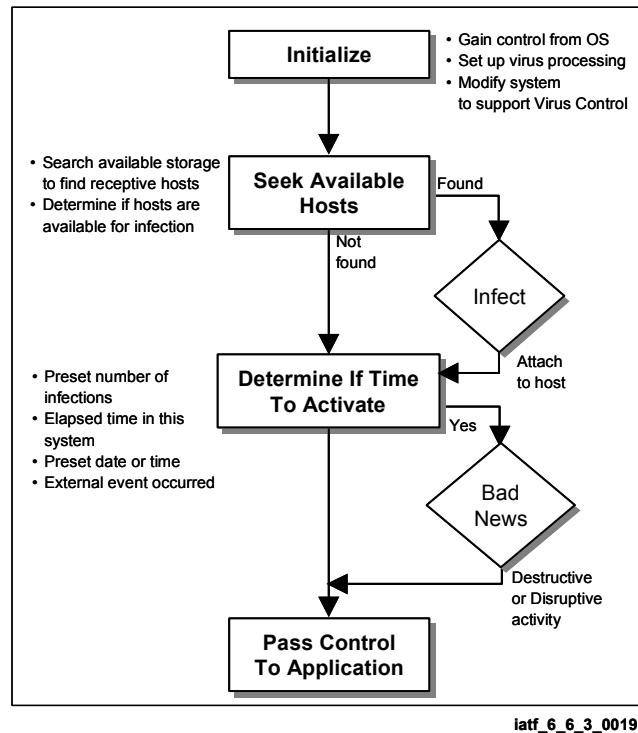 Initialize
• Gain control from OS
• Set up virus processing
• Modify system
to support Virus Control
• Search available storage
to find receptive hosts
• Determine if hosts are
available for infection
Seek Available
Hosts
Found
Not
found
Infect
Attach
to host
• Preset number of
infections
• Elapsed time in this
system
• Preset date or time
• External event occurred
Determine If Time
To Activate
Yes
Bad
News
Destructive
or Disruptive
activity
Pass Control
To Application
iatf_6_6_3_0019